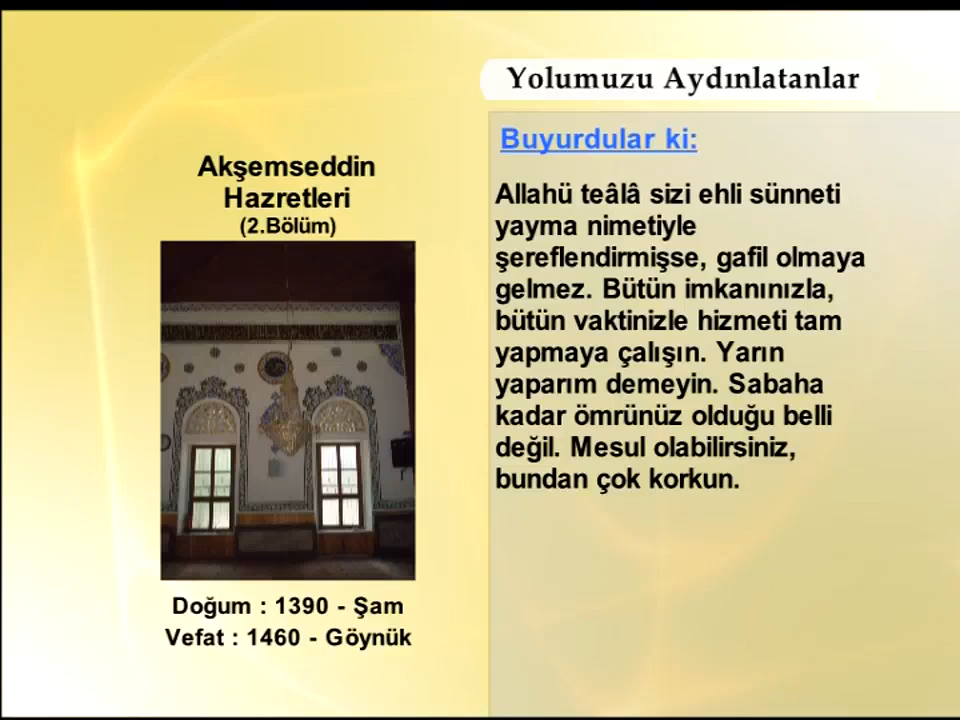 Yolumuzu Aydınlatanlar
Akşemseddin
Hazretleri
(2.Bölüm)
Doğum : 1390 - Şam
Vefat : 1460 - Göynük
Buyurdular ki:
Allahü teâlâ sizi ehli sünneti
yayma nimetiyle
şereflendirmişse, gafil olmaya
gelmez. Bütün imkanınızla,
bütün vaktinizle hizmeti tam
yapmaya çalışın. Yarın
yaparım demeyin. Sabaha
kadar ömrünüz olduğu belli
değil. Mesul olabilirsiniz,
bundan çok korkun.